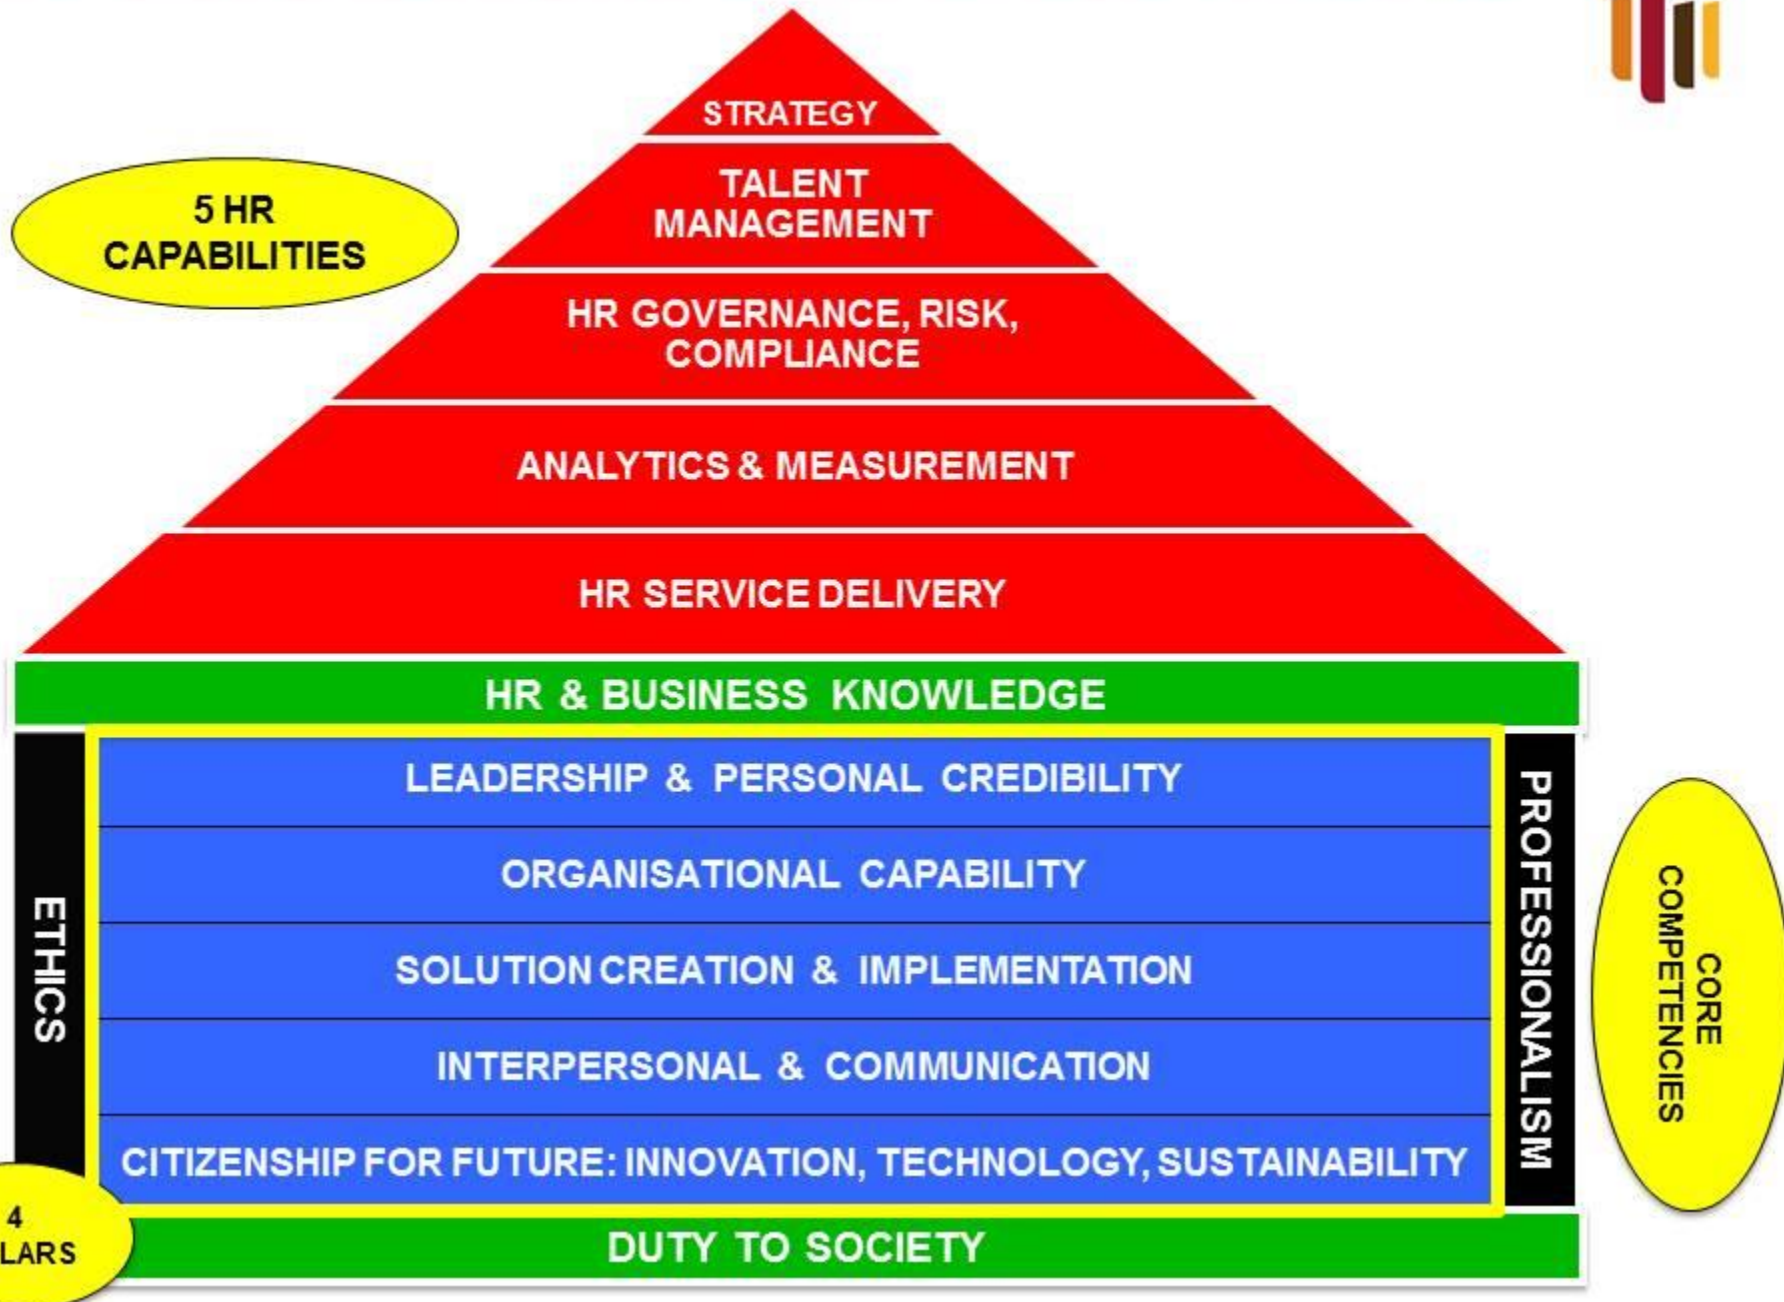 STRATEGY
5 HR
CAPABILITIES
TALENT
MANAGEMENT
HR GOVERNANCE, RISK,
COMPLIANCE
ANALYTICS & MEASUREMENT
HR SERVICE DELIVERY
HR & BUSINESS KNOWLEDGE
ETHICS
LEADERSHIP & PERSONAL CREDIBILITY
ORGANISATIONAL CAPABILITY
SOLUTION CREATION & IMPLEMENTATION
INTERPERSONAL & COMMUNICATION
CITIZENSHIP FOR FUTURE: INNOVATION, TECHNOLOGY, SUSTAINABILITY
PROFESSIONALISM
CORE
COMPETENCIES
4
LARS
DUTY TO SOCIETY